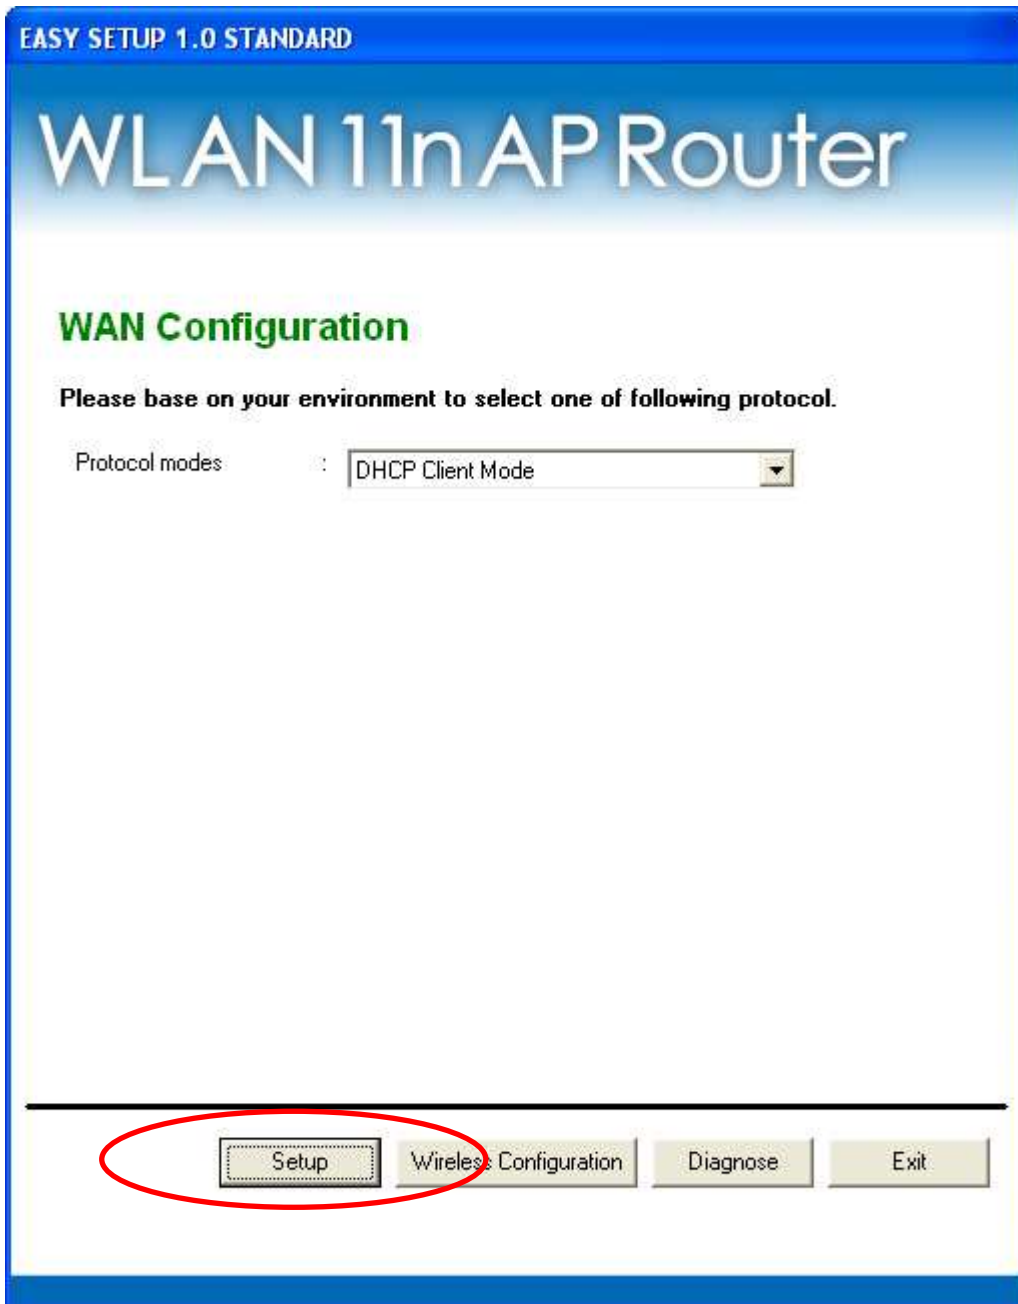 EASY SETUP 1.0 STANDARD
WLAN 11n AP Router
WAN Configuration
Please base on your environment to select one of following protocol.
Protocol modes : DHCP Client Mode
Setup Wireless Configuration Diagnose Exit